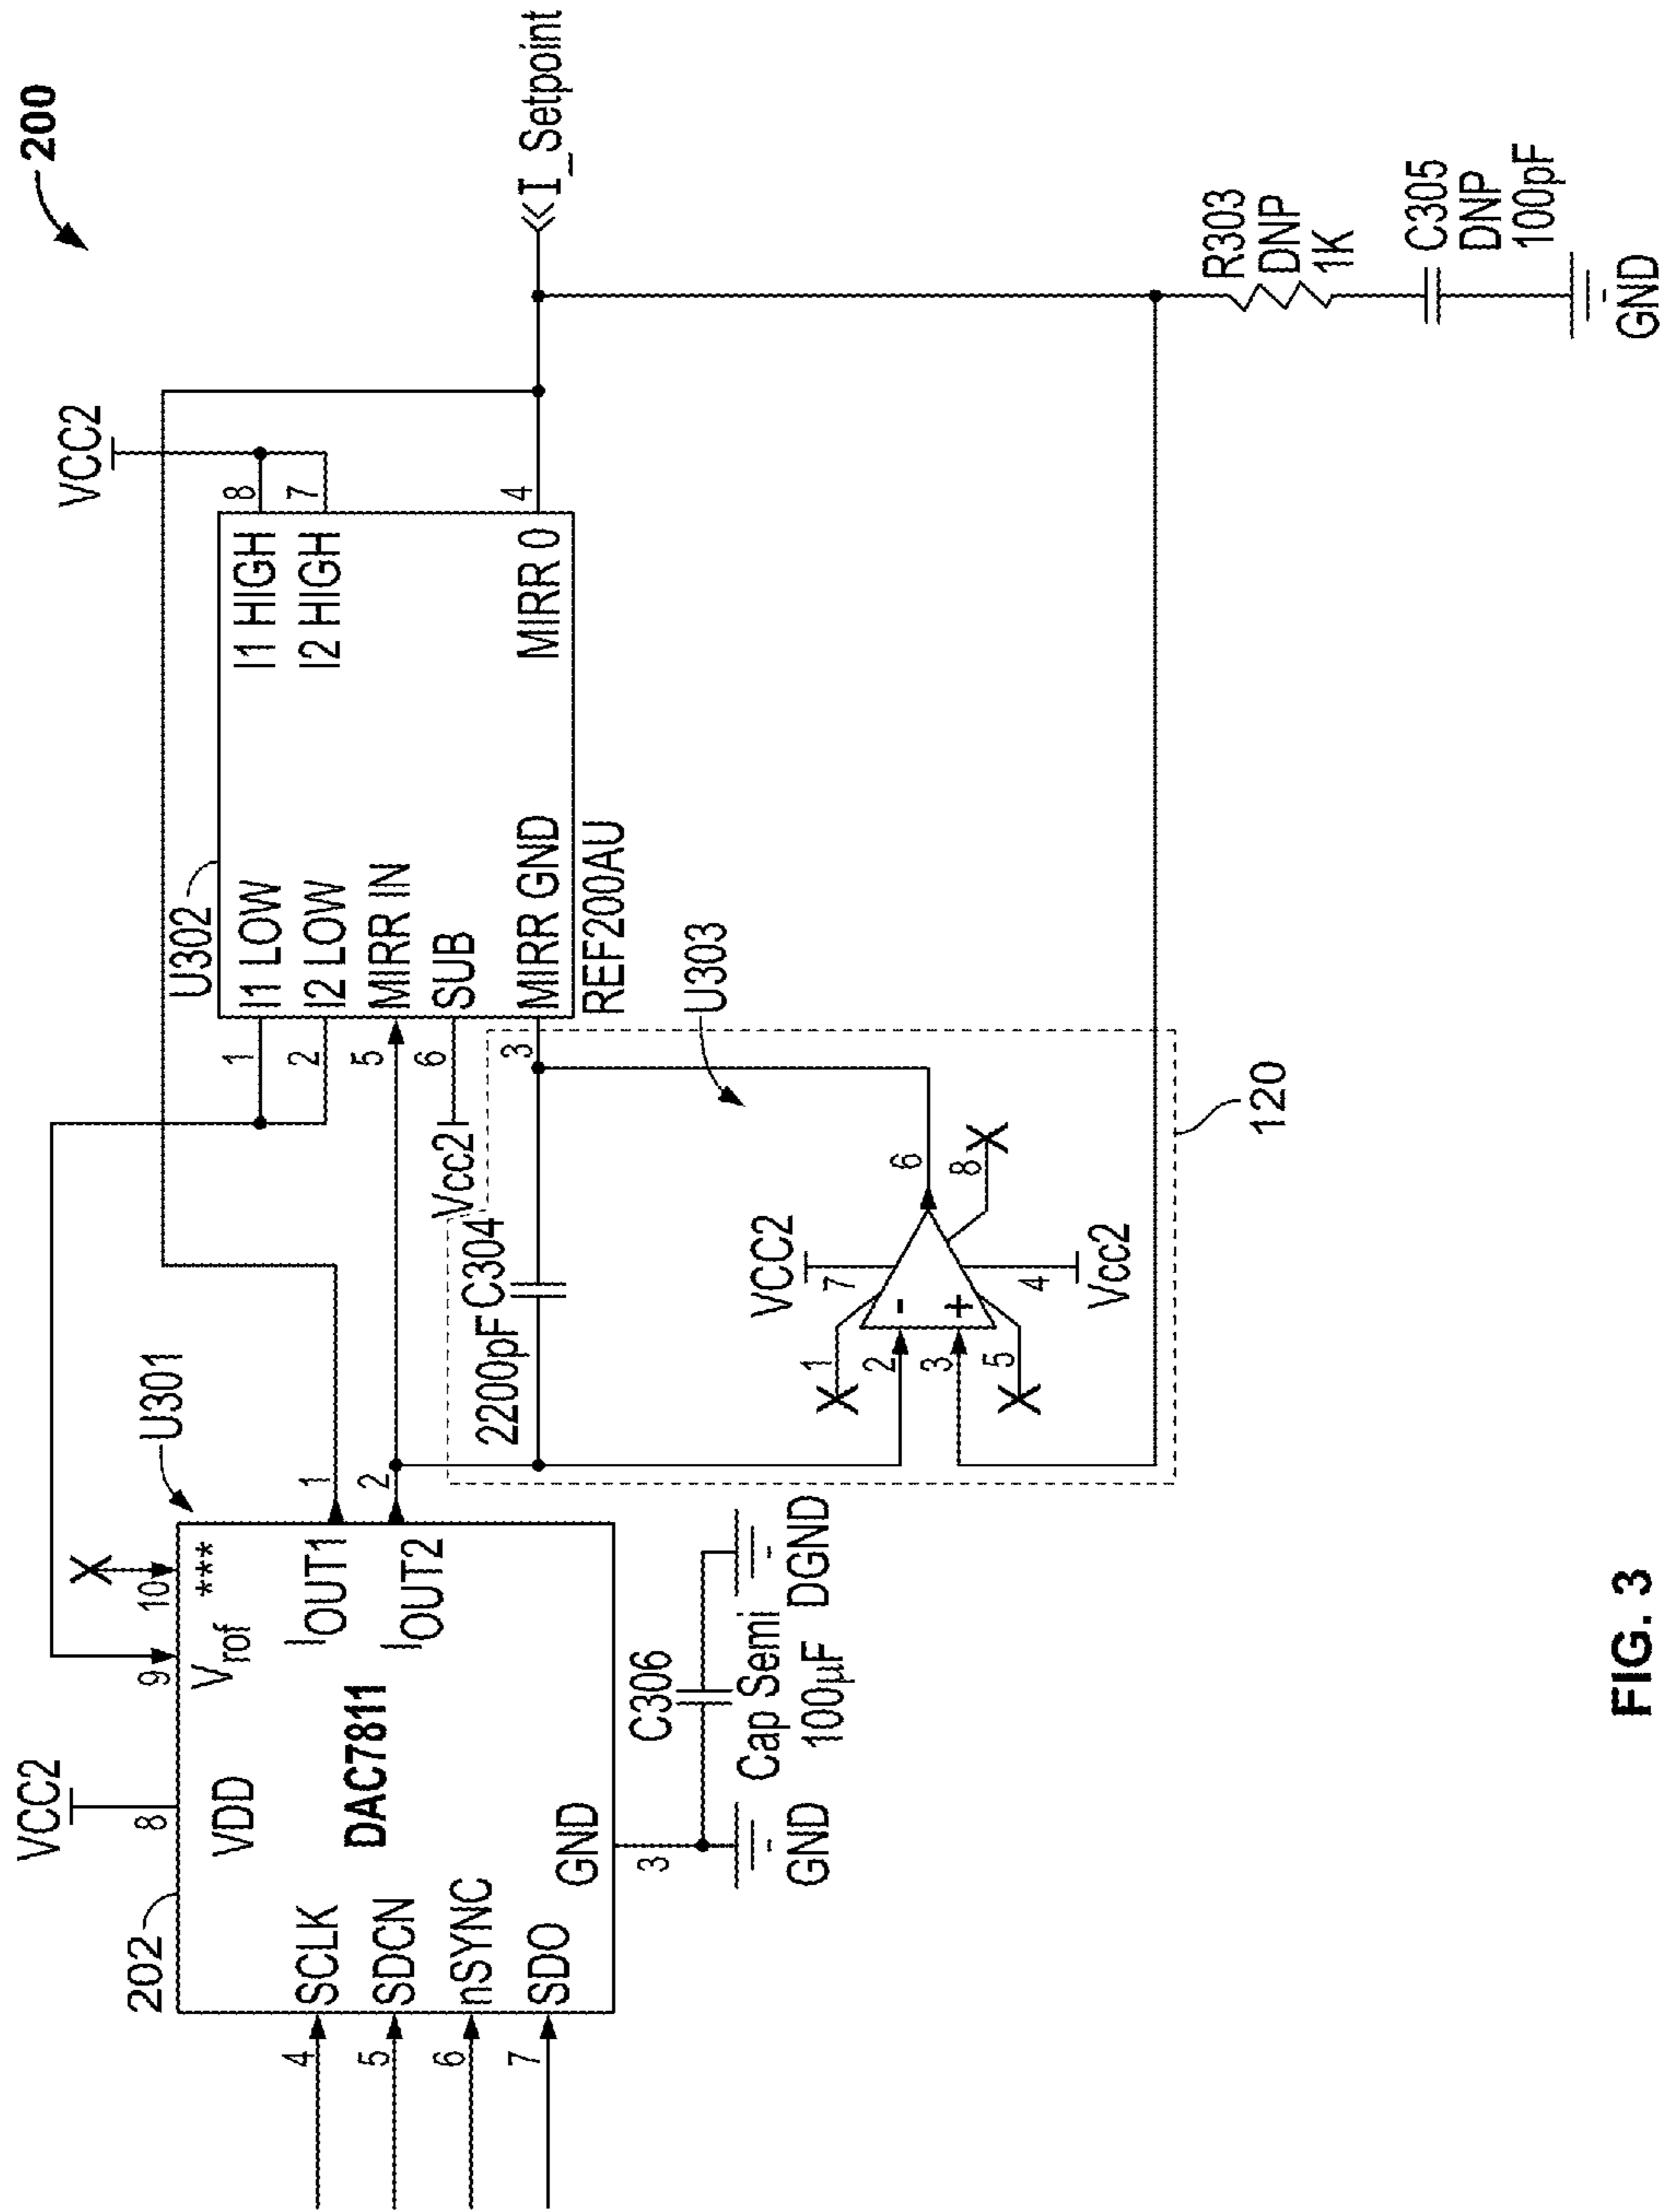 200
VCC2
VCC2
U301
U302
202
8
9
10
X
VDD
Vrof
***
DAC7811
4
SCLK
5
SDCN
6
nSYNC
7
SDO
GND
3
IOUT1
1
IOUT2
2
1
I1 LOW
2
I2 LOW
5
MIRR IN
6
SUB
Vcc2
3
MIRR GND
I1 HIGH
8
I2 HIGH
7
MIRR 0
4
REF200AU
I_Setpoint
2200pF
C304
C306
Cap Semi
100µF
GND
DGND
U303
VCC2
7
1
X
2
-
3
+
5
X
6
8
X
4
Vcc2
120
R303
DNP
1K
C305
DNP
100pF
GND
FIG. 3